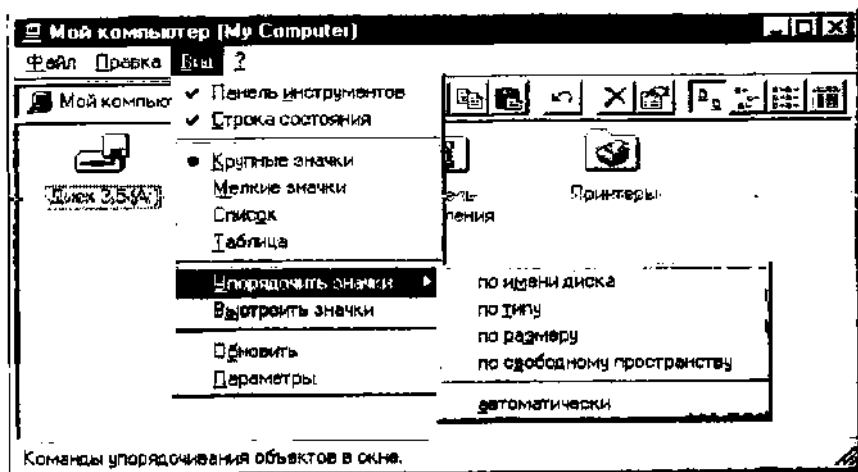 Мой компьютер (My Computer)
Файл Правка Вид ?
Мой компьют
Панель инструментов
Строка состояния
Крупные значки
Мелкие значки
Список
Таблица
Упорядочить значки
Выстроить значки
Обновить
Параметры
Диск 3,5 (A:)
ель
ления
Принтеры
по имени диска
по типу
по размеру
по свободному пространству
автоматически
Команды упорядочивания объектов в окне.